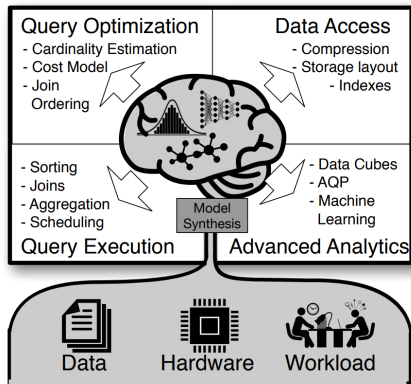 Query Optimization
- Cardinality Estimation
- Cost Model
- Join
Ordering
Data Access
- Compression
- Storage layout
- Indexes
- Sorting
- Joins
- Aggregation
- Scheduling
Query Execution
Model
Synthesis
- Data Cubes
- AQP
- Machine
Learning
Advanced Analytics
Data
Hardware
Workload